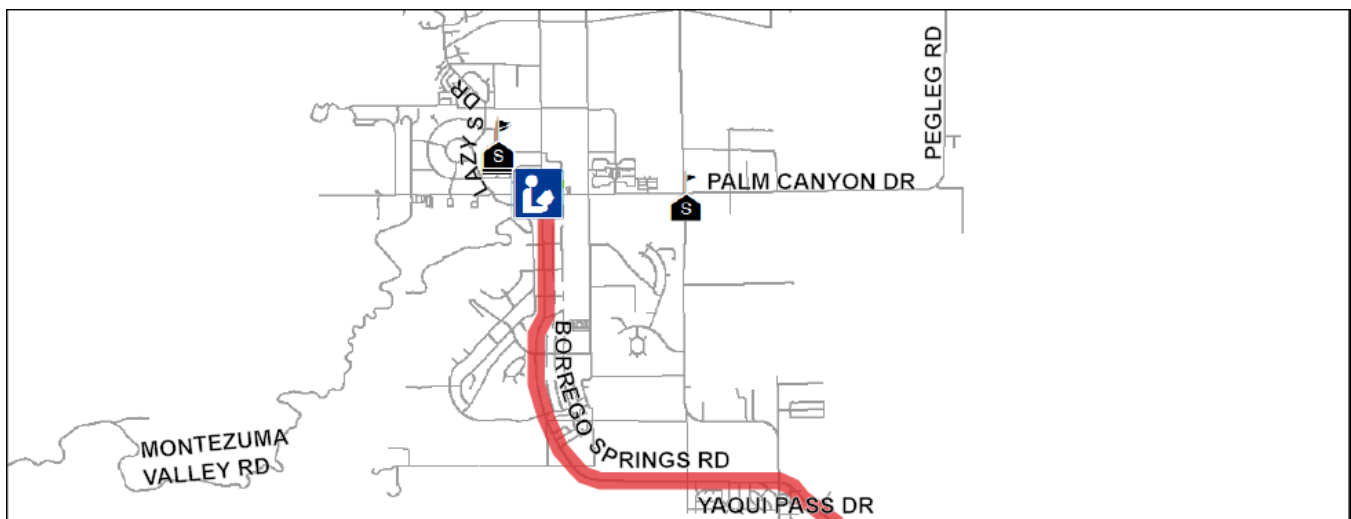 PEGLEG RD
LAZY S DR
S
PALM CANYON DR
S
BORREGO SPRINGS RD
MONTEZUMA
VALLEY RD
YAQUI PASS DR